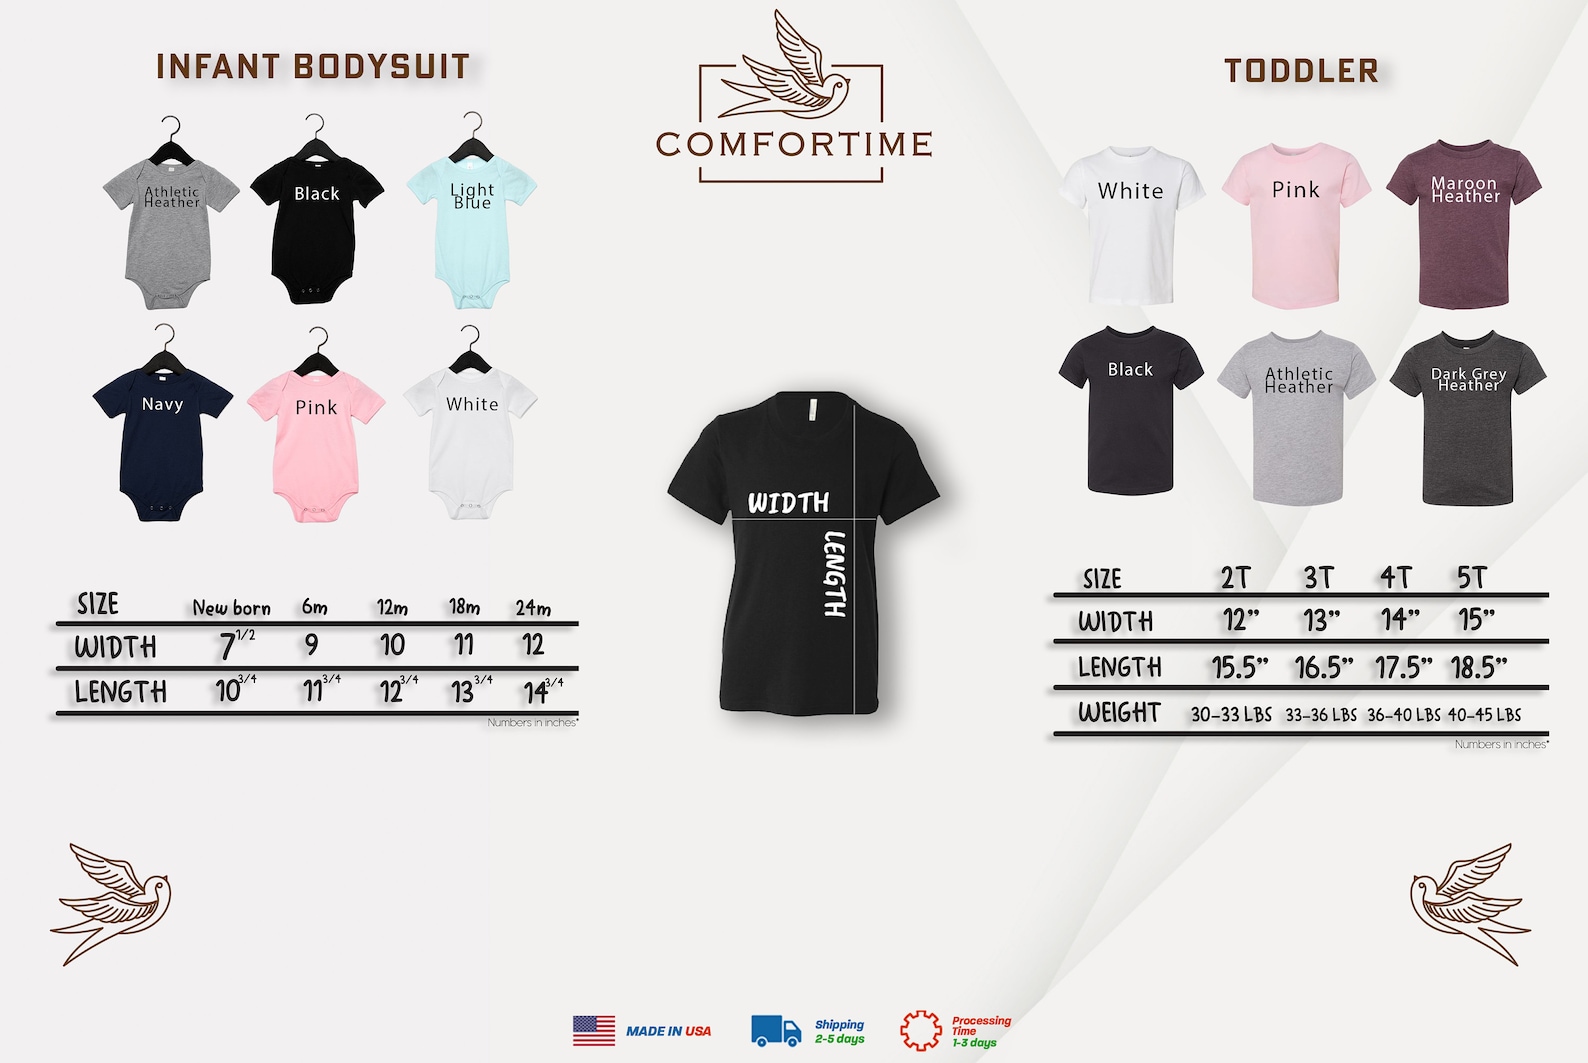 INFANT BODYSUIT
COMFORTIME
TODDLER
Athletic
Heather
Black
Light
Blue
Navy
Pink
White
SIZE New born 6m 12m 18m 24m
WIDTH 7 1/2 9 10 11 12
LENGTH 10 3/4 11 3/4 12 3/4 13 3/4 14 3/4
Numbers in inches*
WIDTH
LENGTH
White
Pink
Maroon
Heather
Black
Athletic
Heather
Dark Grey
Heather
SIZE 2T 3T 4T 5T
WIDTH 12” 13” 14” 15”
LENGTH 15.5” 16.5” 17.5” 18.5”
WEIGHT 30-33 LBS 33-36 LBS 36-40 LBS 40-45 LBS
Numbers in inches*
MADE IN USA
Shipping
2-5 days
Processing
Time
1-3 days